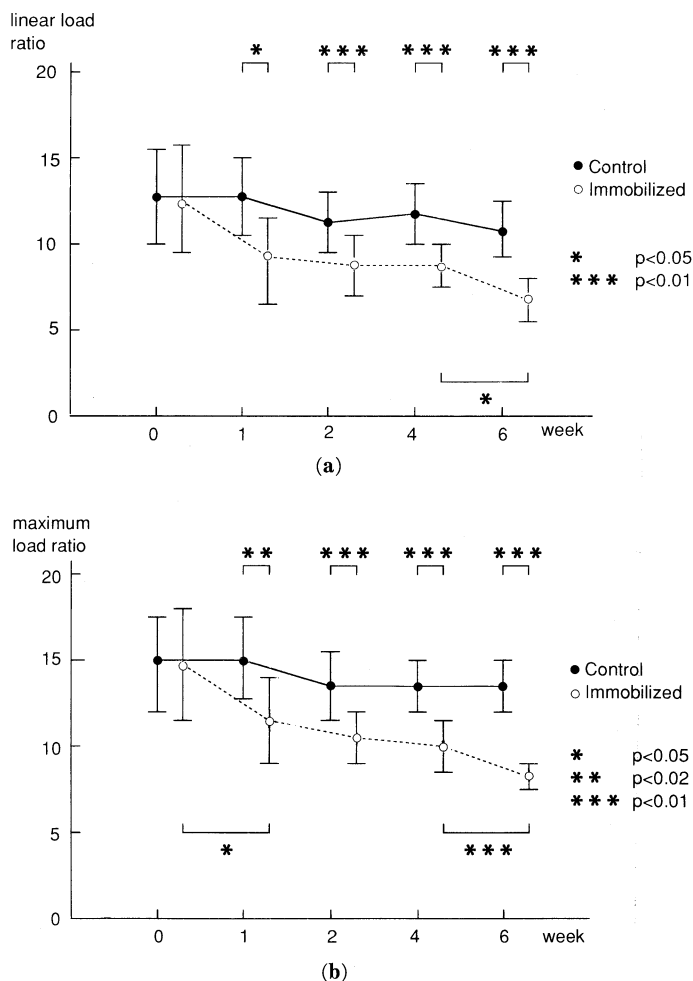 linear load
ratio
* *** *** ***
20
15
10
5
0
● Control
○ Immobilized
* p<0.05
*** p<0.01
*
0 1 2 4 6 week
(a)
maximum
load ratio
** *** *** ***
20
15
10
5
0
● Control
○ Immobilized
* p<0.05
** p<0.02
*** p<0.01
* ***
0 1 2 4 6 week
(b)